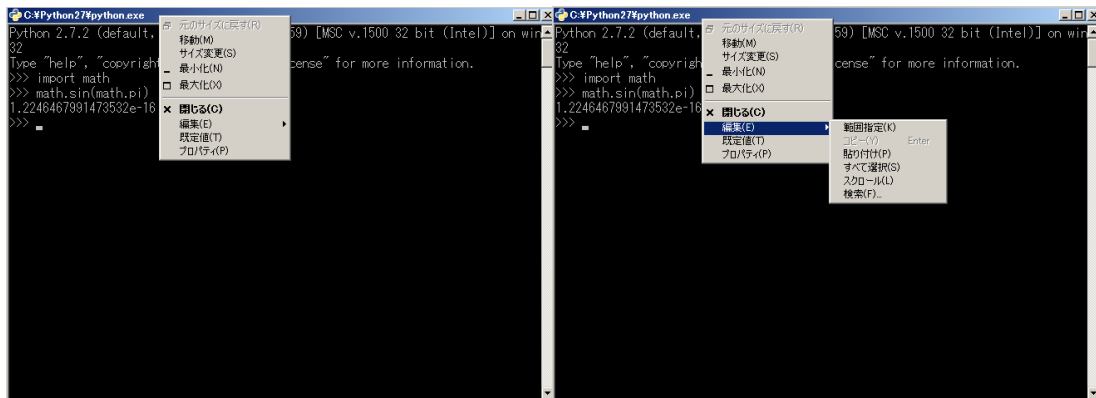 C:¥Python27¥python.exe
Python 2.7.2 (default, 59) [MSC v.1500 32 bit (Intel)] on win
32
Type "help", "copyright cense" for more information.
>>> import math
>>> math.sin(math.pi)
1.2246467991473532e-16
>>>
元のサイズに戻す(R)
移動(M)
サイズ変更(S)
最小化(N)
最大化(X)
閉じる(C)
編集(E)
既定値(T)
プロパティ(P)
C:¥Python27¥python.exe
Python 2.7.2 (default, 59) [MSC v.1500 32 bit (Intel)] on win
32
Type "help", "copyrigh cense" for more information.
>>> import math
>>> math.sin(math.pi)
1.2246467991473532e-16
>>>
元のサイズに戻す(R)
移動(M)
サイズ変更(S)
最小化(N)
最大化(X)
閉じる(C)
編集(E)
既定値(T)
プロパティ(P)
範囲指定(K)
コピー(Y) Enter
貼り付け(P)
すべて選択(S)
スクロール(L)
検索(F)...